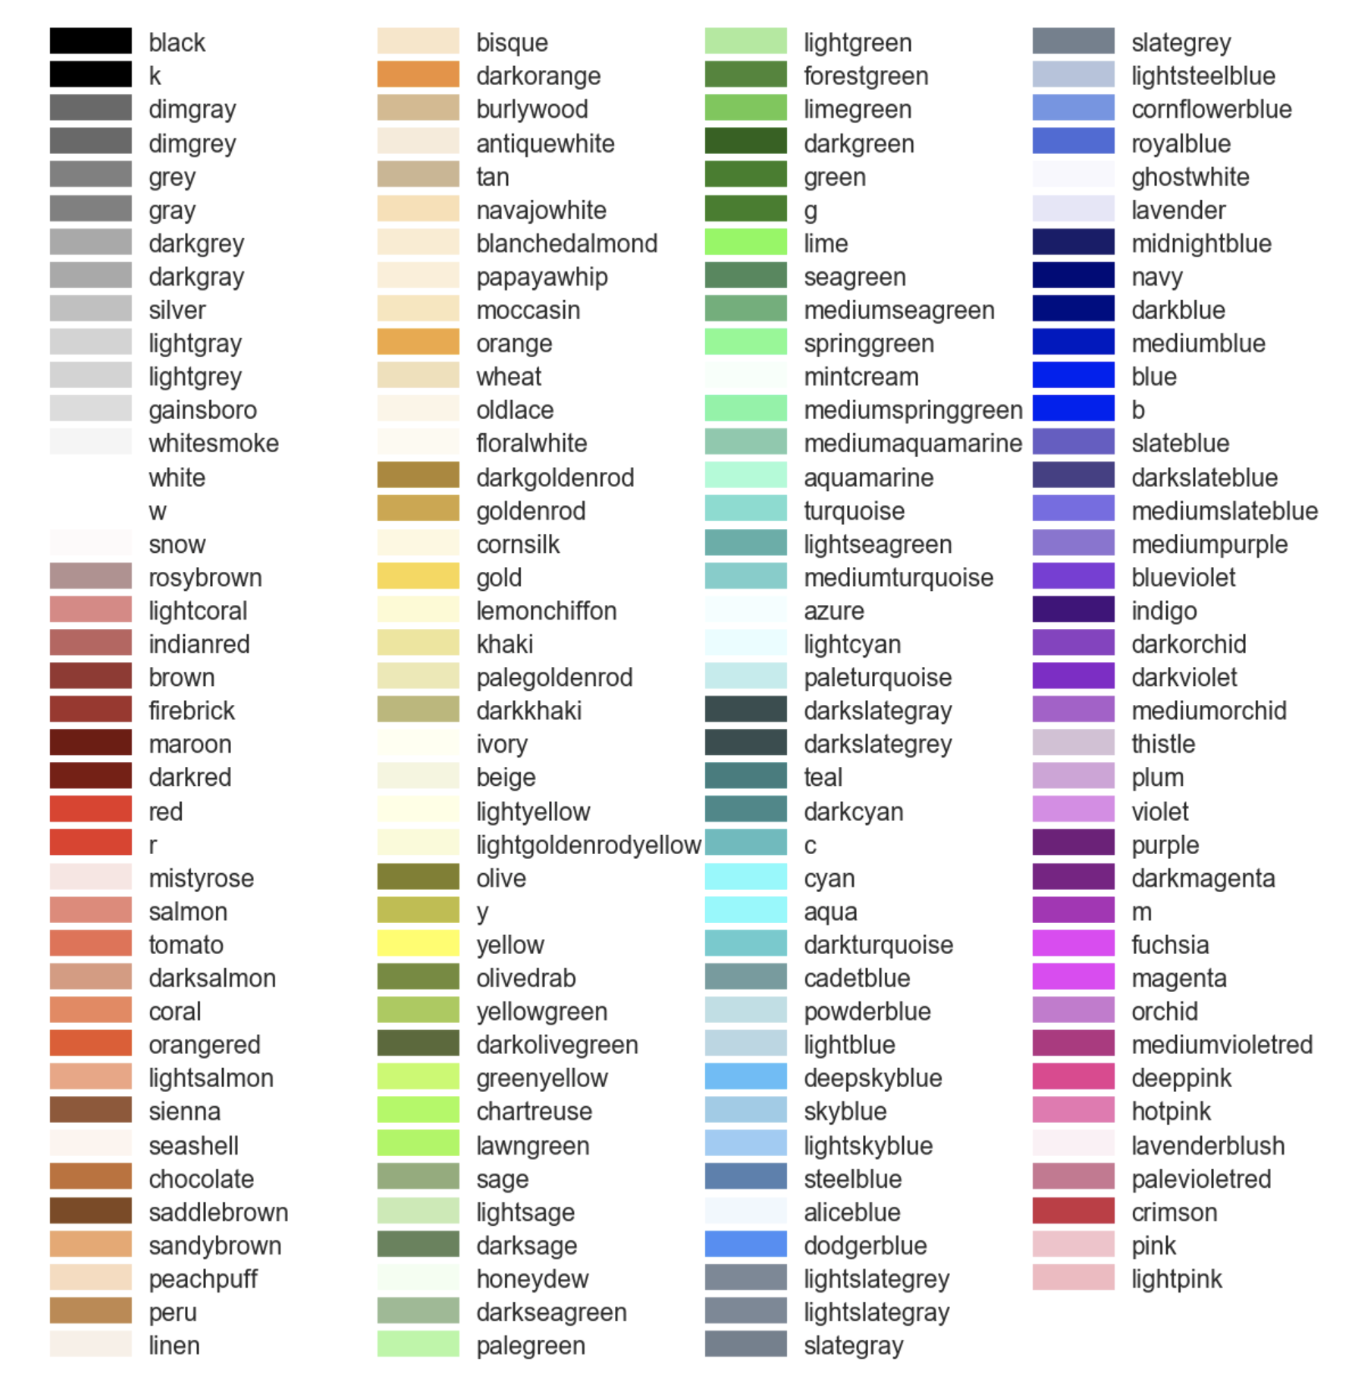 black
k
dimgray
dimgrey
grey
gray
darkgrey
darkgray
silver
lightgray
lightgrey
gainsboro
whitesmoke
white
w
snow
rosybrown
lightcoral
indianred
brown
firebrick
maroon
darkred
red
r
mistyrose
salmon
tomato
darksalmon
coral
orangered
lightsalmon
sienna
seashell
chocolate
saddlebrown
sandybrown
peachpuff
peru
linen
bisque
darkorange
burlywood
antiquewhite
tan
navajowhite
blanchedalmond
papayawhip
moccasin
orange
wheat
oldlace
floralwhite
darkgoldenrod
goldenrod
cornsilk
gold
lemonchiffon
khaki
palegoldenrod
darkkhaki
ivory
beige
lightyellow
lightgoldenrodyellow
olive
y
yellow
olivedrab
yellowgreen
darkolivegreen
greenyellow
chartreuse
lawngreen
sage
lightsage
darksage
honeydew
darkseagreen
palegreen
lightgreen
forestgreen
limegreen
darkgreen
green
g
lime
seagreen
mediumseagreen
springgreen
mintcream
mediumspringgreen
mediumaquamarine
aquamarine
turquoise
lightseagreen
mediumturquoise
azure
lightcyan
paleturquoise
darkslategray
darkslategrey
teal
darkcyan
c
cyan
aqua
darkturquoise
cadetblue
powderblue
lightblue
deepskyblue
skyblue
lightskyblue
steelblue
aliceblue
dodgerblue
lightslategrey
lightslategray
slategray
slategrey
lightsteelblue
cornflowerblue
royalblue
ghostwhite
lavender
midnightblue
navy
darkblue
mediumblue
blue
b
slateblue
darkslateblue
mediumslateblue
mediumpurple
blueviolet
indigo
darkorchid
darkviolet
mediumorchid
thistle
plum
violet
purple
darkmagenta
m
fuchsia
magenta
orchid
mediumvioletred
deeppink
hotpink
lavenderblush
palevioletred
crimson
pink
lightpink